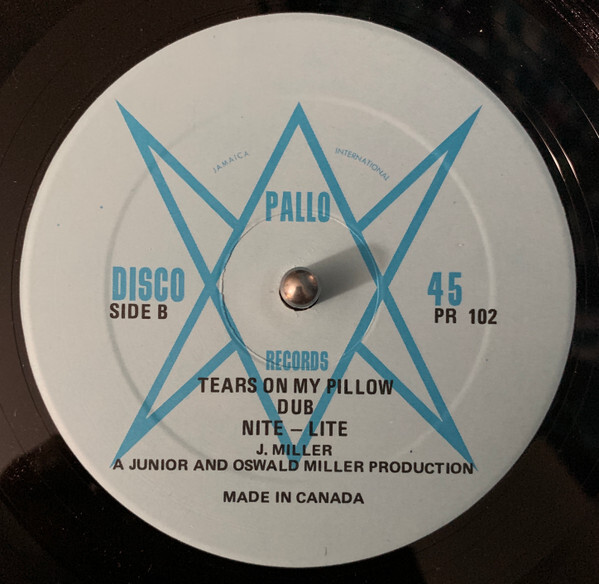 JAMAICA INTERNATIONAL
PALLO
DISCO 45
SIDE B PR 102
RECORDS
TEARS ON MY PILLOW
DUB
NITE – LITE
J. MILLER
A JUNIOR AND OSWALD MILLER PRODUCTION
MADE IN CANADA